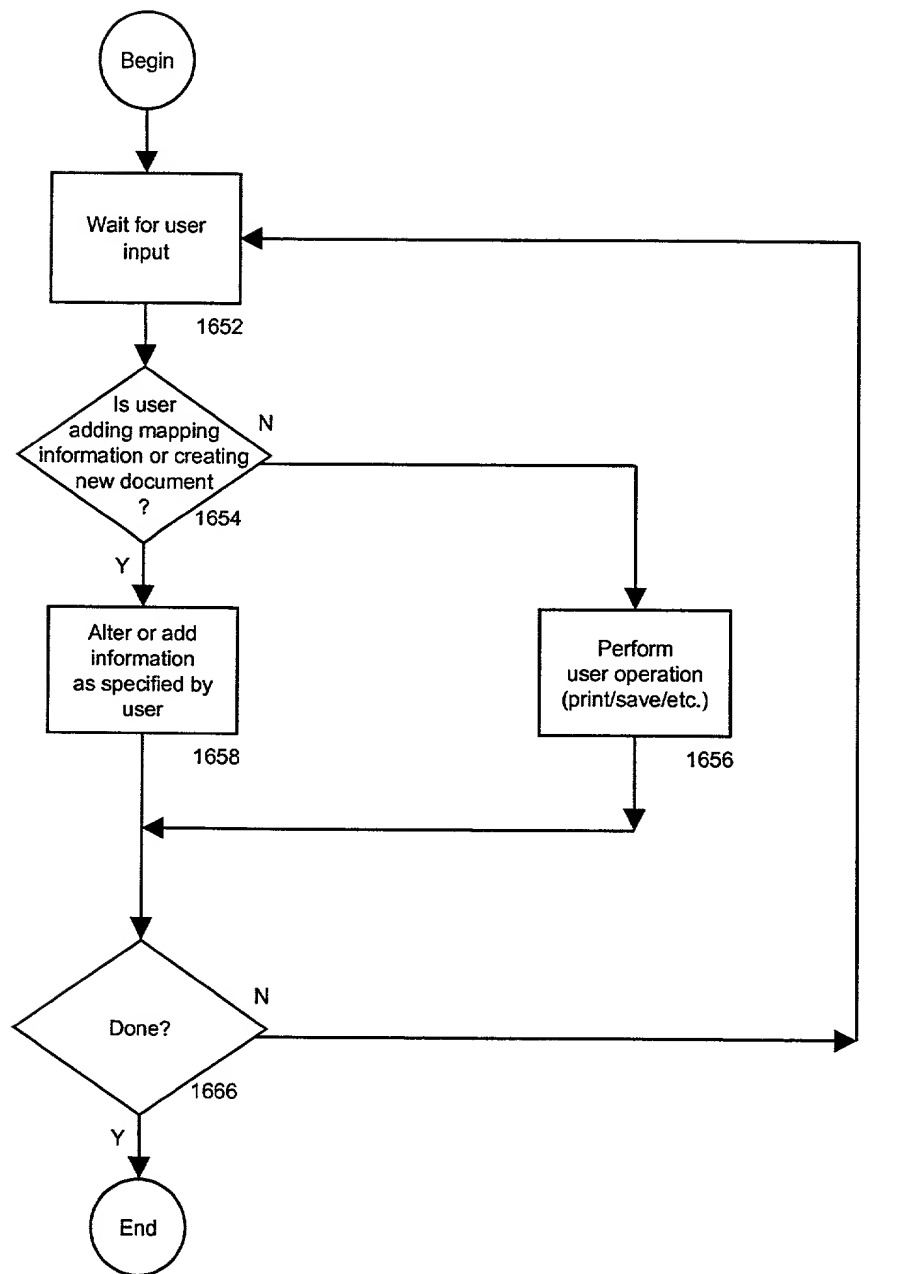 Begin
Wait for user
input
1652
Is user
adding mapping
information or creating
new document
?
N
1654
Y
Alter or add
information
as specified by
user
1658
Perform
user operation
(print/save/etc.)
1656
Done?
N
1666
Y
End